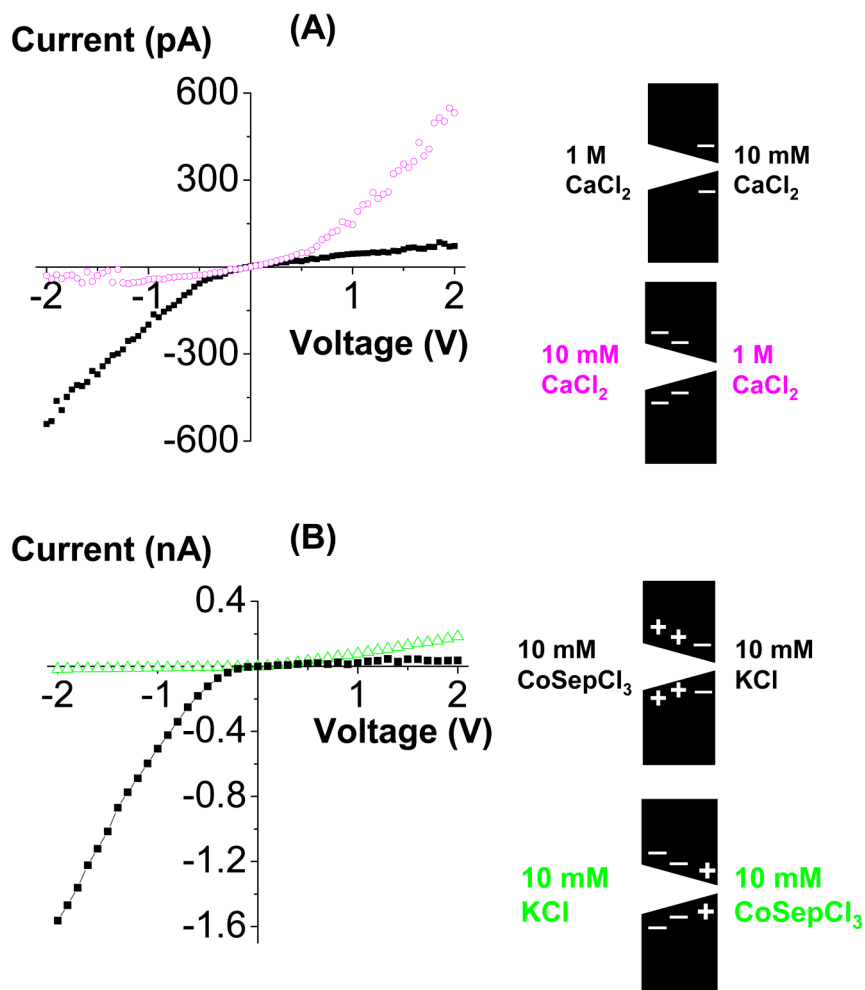 (A)
Current (pA)
600
300
-2
-1
1
2
Voltage (V)
-300
-600
1 M
CaCl₂
10 mM
CaCl₂
10 mM
CaCl₂
1 M
CaCl₂
(B)
Current (nA)
0.4
-2
-1
1
2
Voltage (V)
-0.4
-0.8
-1.2
-1.6
10 mM
CoSepCl₃
+ + −
+ + −
10 mM
KCl
10 mM
KCl
− − +
− − +
10 mM
CoSepCl₃